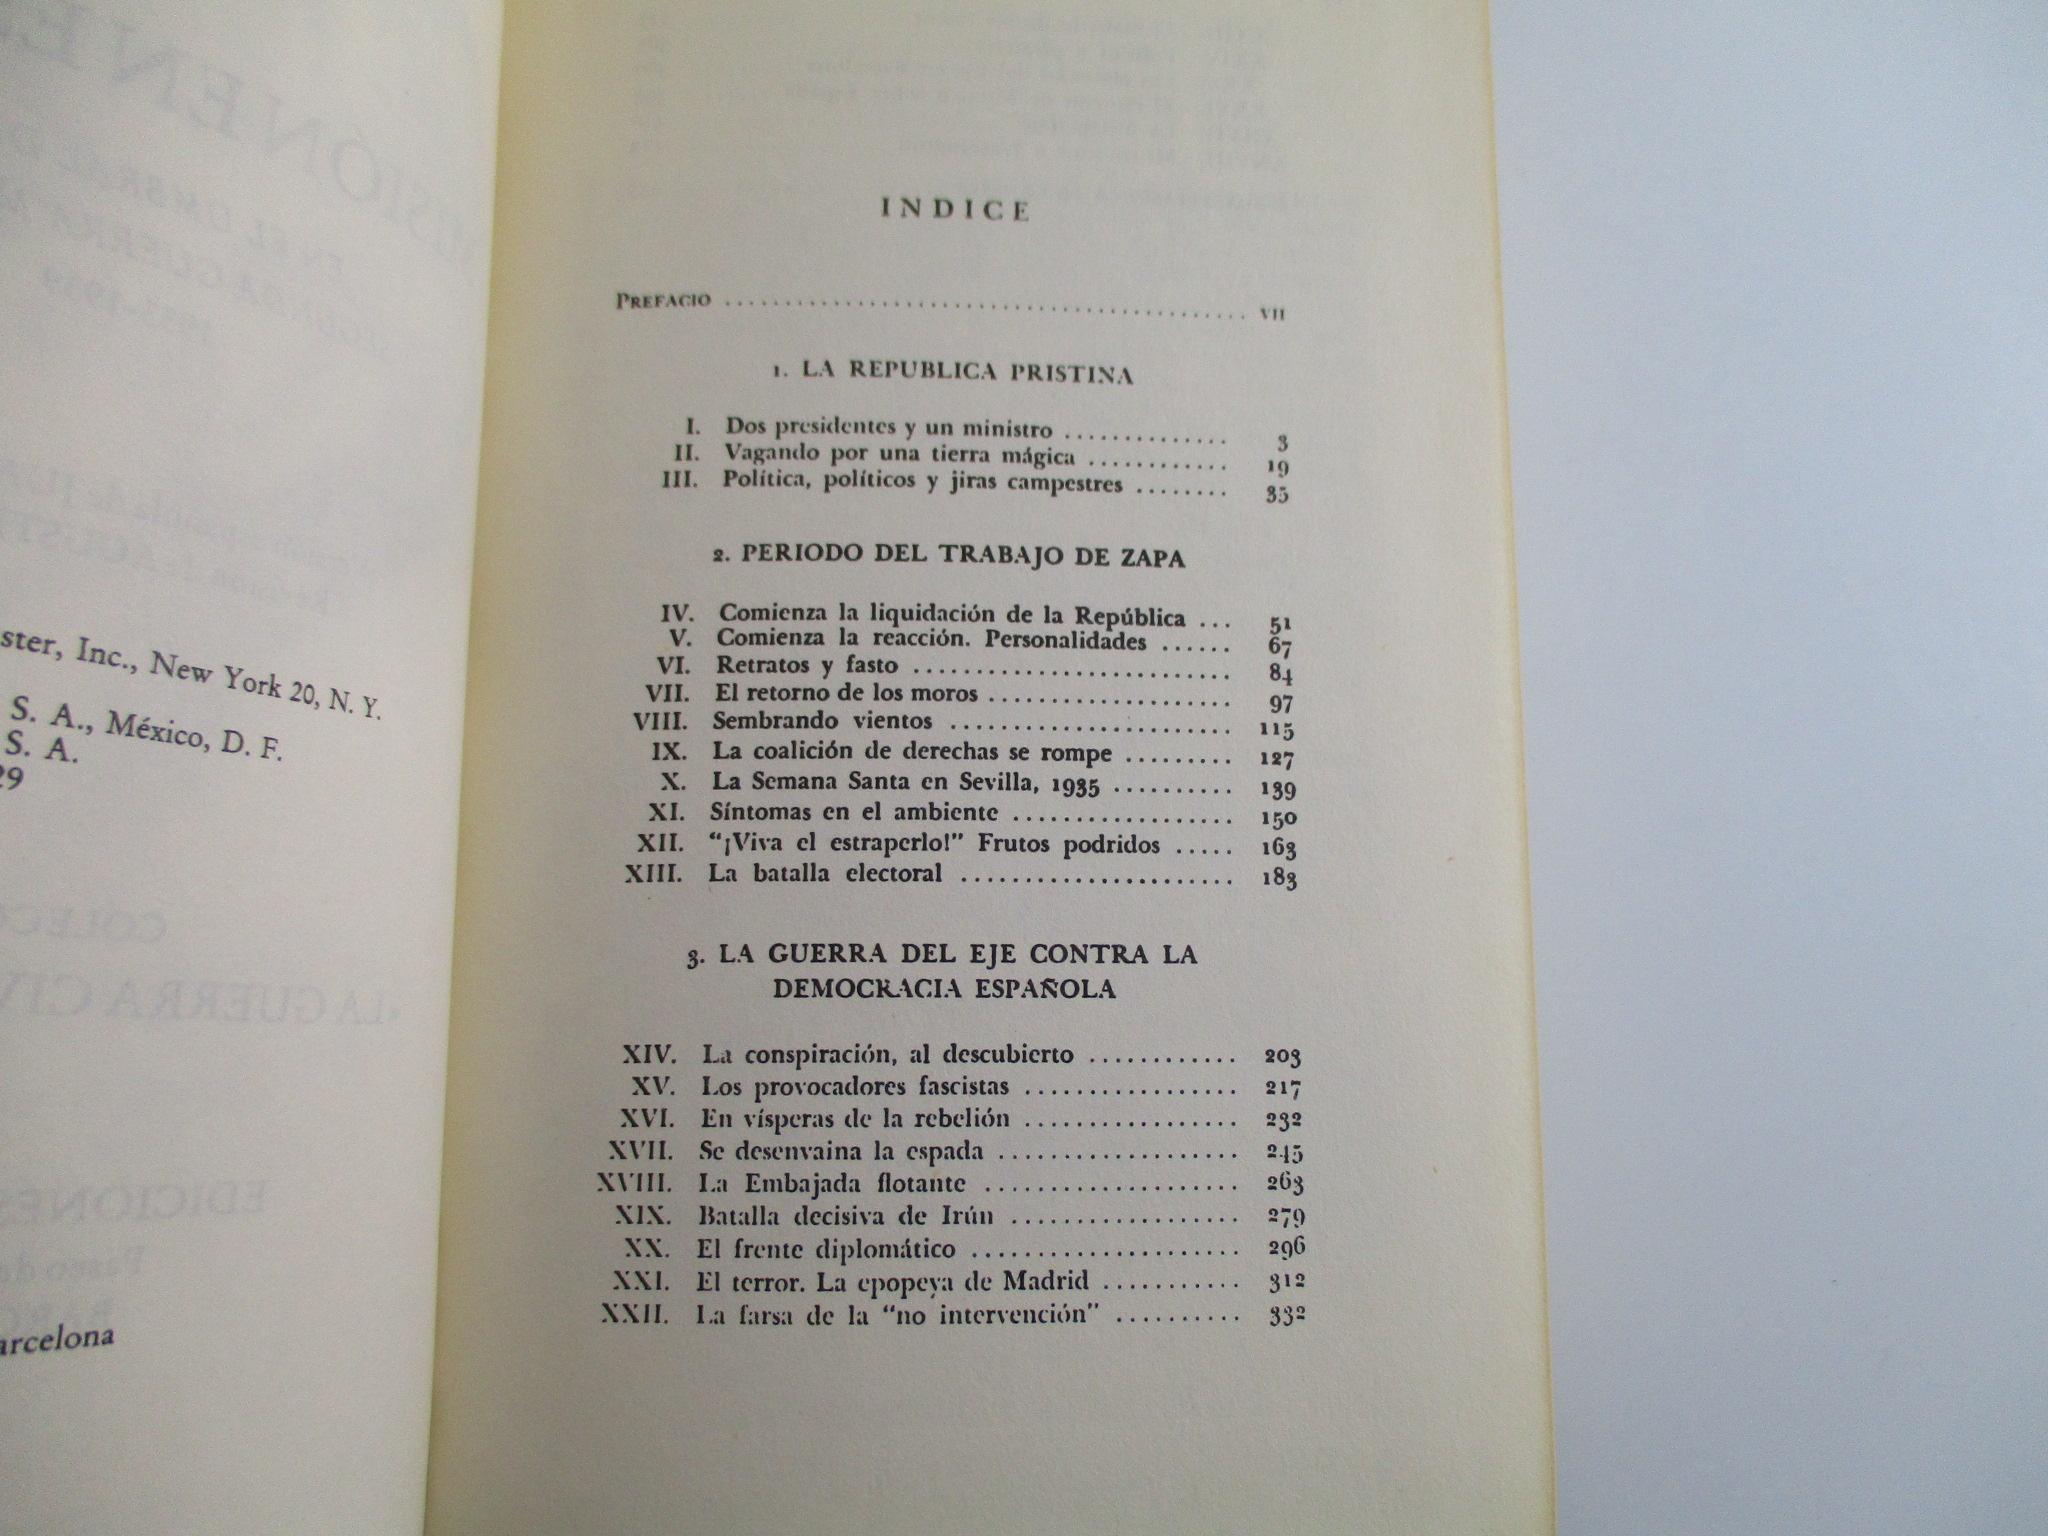 ster, Inc., New York 20, N. Y.
S. A., México, D. F.
S. A.
29
arcelona
INDICE
PREFACIO ........................................ VII
1. LA REPUBLICA PRISTINA
I. Dos presidentes y un ministro .............. 3
II. Vagando por una tierra mágica ............ 19
III. Política, políticos y jiras campestres ........ 35
2. PERIODO DEL TRABAJO DE ZAPA
IV. Comienza la liquidación de la República ... 51
V. Comienza la reacción. Personalidades ...... 67
VI. Retratos y fasto .......................... 84
VII. El retorno de los moros .................... 97
VIII. Sembrando vientos ....................... 115
IX. La coalición de derechas se rompe ......... 127
X. La Semana Santa en Sevilla, 1935 .......... 139
XI. Síntomas en el ambiente .................. 150
XII. "¡Viva el estraperlo!" Frutos podridos ..... 163
XIII. La batalla electoral ...................... 183
3. LA GUERRA DEL EJE CONTRA LA
DEMOCRACIA ESPAÑOLA
XIV. La conspiración, al descubierto ............ 203
XV. Los provocadores fascistas ................. 217
XVI. En vísperas de la rebelión ................. 232
XVII. Se desenvaina la espada ................... 245
XVIII. La Embajada flotante .................... 263
XIX. Batalla decisiva de Irún .................. 279
XX. El frente diplomático ..................... 296
XXI. El terror. La epopeya de Madrid ........... 312
XXII. La farsa de la "no intervención" .......... 332